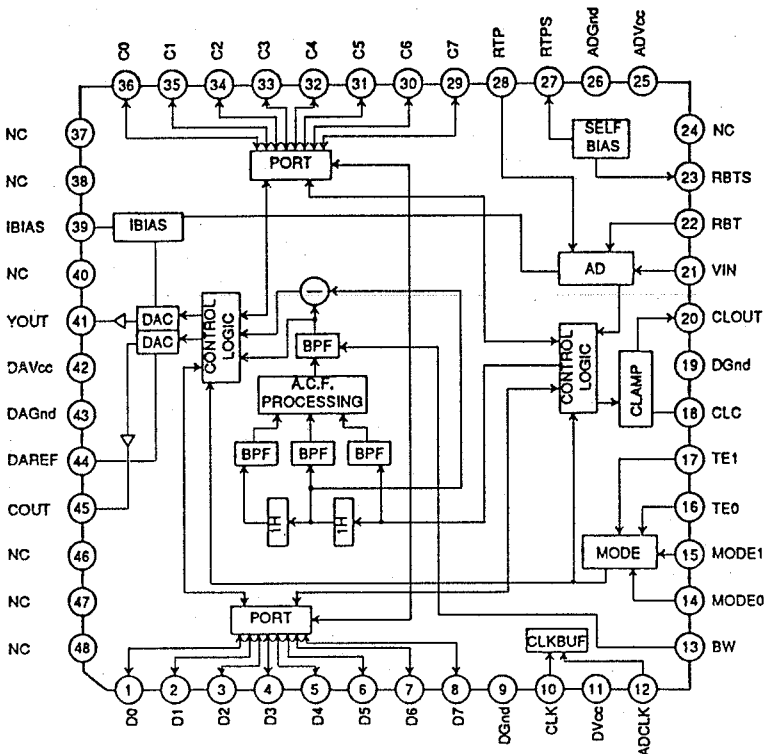 C0 C1 C2 C3 C4 C5 C6 C7 RTP RTPS ADGnd ADVcc
36 35 34 33 32 31 30 29 28 27 26 25
NC 37
24 NC
SELF
BIAS
PORT
NC 38
23 RBTS
IBIAS 39 IBIAS
22 RBT
AD
NC 40
21 VIN
YOUT 41 DAC
DAC
CONTROL
LOGIC
—
BPF
CONTROL
LOGIC
20 CLOUT
DAVcc 42
19 DGnd
CLAMP
A.C.F.
PROCESSING
DAGnd 43
18 CLC
DAREF 44
BPF BPF BPF
17 TE1
COUT 45
1H 1H
16 TE0
NC 46
MODE
15 MODE1
NC 47
14 MODE0
PORT
NC 48
CLKBUF
13 BW
1 2 3 4 5 6 7 8 9 10 11 12
D0 D1 D2 D3 D4 D5 D6 D7 DGnd CLK DVcc ADCLK